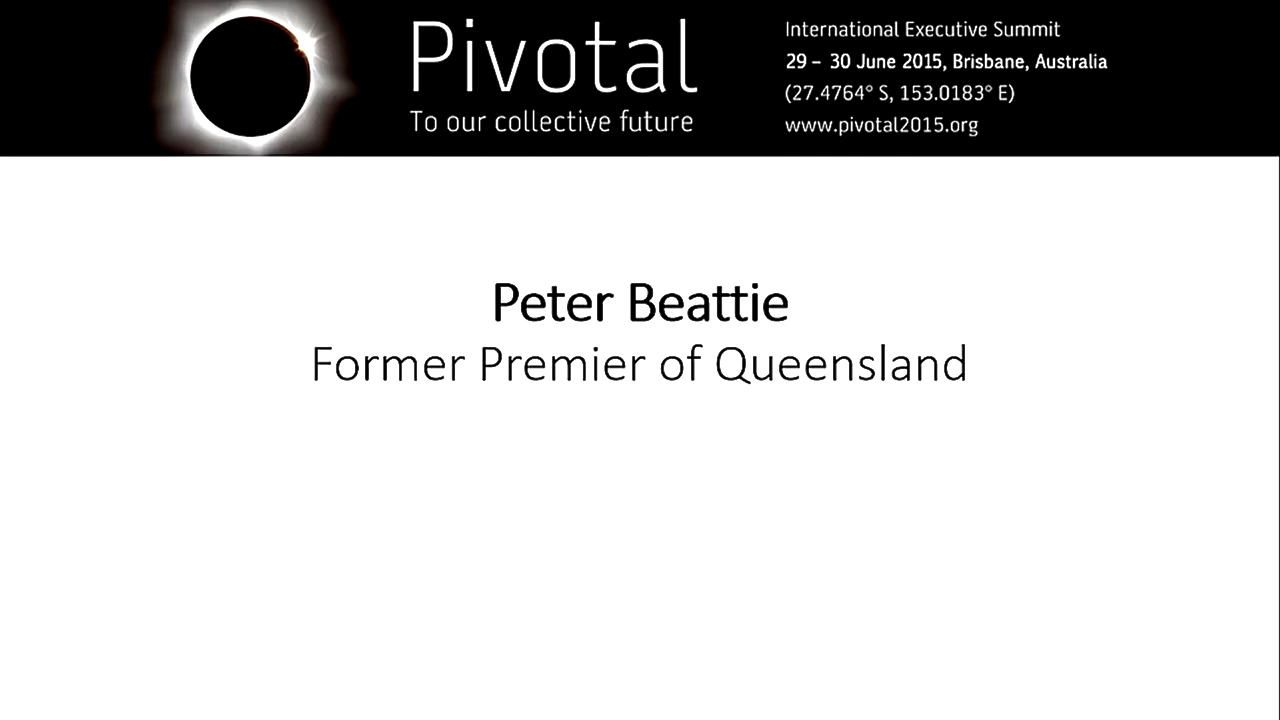 Pivotal
To our collective future
International Executive Summit
29 – 30 June 2015, Brisbane, Australia
(27.4764° S, 153.0183° E)
www.pivotal2015.org
Peter Beattie
Former Premier of Queensland